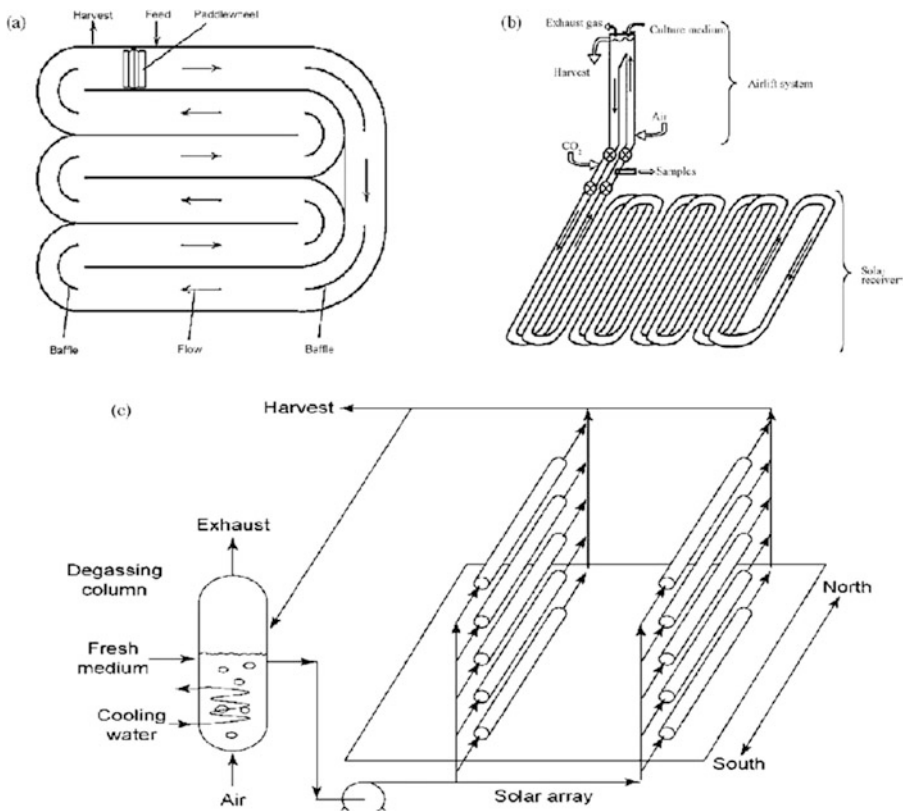 (a)
Harvest
Feed
Paddlewheel
Baffle
Flow
Baffle
(b)
Exhaust gas
Culture medium
Harvest
Airlift system
Air
CO₂
Samples
Solar
receiver
(c)
Harvest
Exhaust
Degassing
column
Fresh
medium
Cooling
water
Air
Solar array
North
South